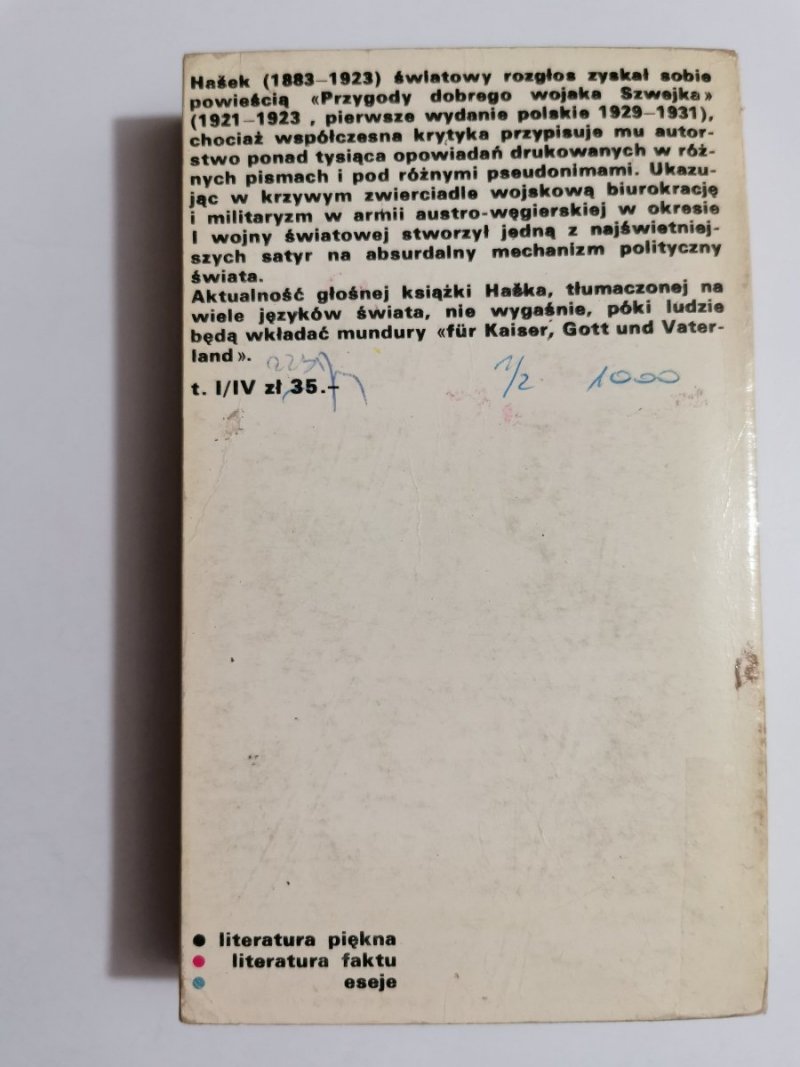 Hašek (1883–1923) światowy rozgłos zyskał sobie
powieścią «Przygody dobrego wojaka Szwejka»
(1921–1923 , pierwsze wydanie polskie 1929–1931),
chociaż współczesna krytyka przypisuje mu autor-
stwo ponad tysiąca opowiadań drukowanych w róż-
nych pismach i pod różnymi pseudonimami. Ukazu-
jąc w krzywym zwierciadle wojskową biurokrację
i militaryzm w armii austro-węgierskiej w okresie
I wojny światowej stworzył jedną z najświetniej-
szych satyr na absurdalny mechanizm polityczny
świata.
Aktualność głośnej książki Haška, tłumaczonej na
wiele języków świata, nie wygaśnie, póki ludzie
będą wkładać mundury «für Kaiser, Gott und Vater-
land».
t. I/IV zł 35.–
1/2 1000
literatura piękna
literatura faktu
eseje